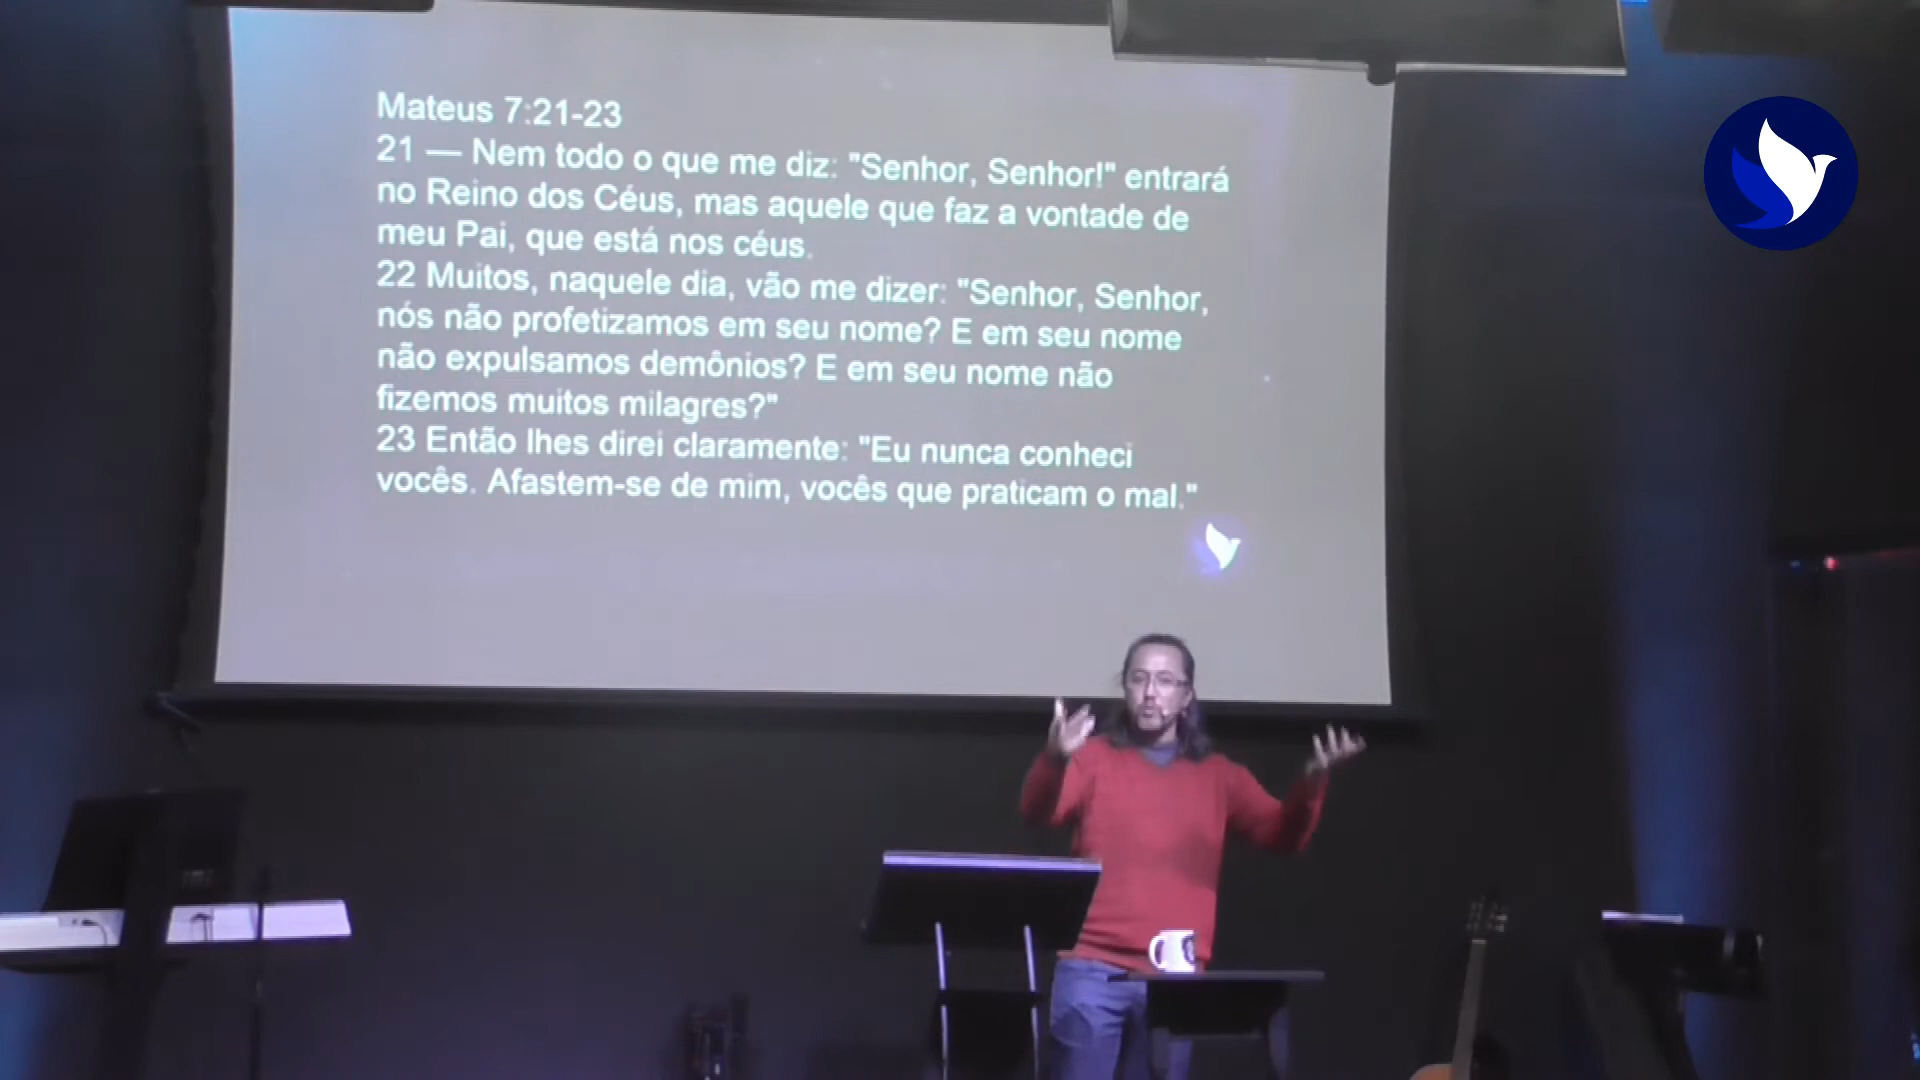 Mateus 7:21-23
21 — Nem todo o que me diz: "Senhor, Senhor!" entrará
no Reino dos Céus, mas aquele que faz a vontade de
meu Pai, que está nos céus.
22 Muitos, naquele dia, vão me dizer: "Senhor, Senhor,
nós não profetizamos em seu nome? E em seu nome
não expulsamos demônios? E em seu nome não
fizemos muitos milagres?"
23 Então lhes direi claramente: "Eu nunca conheci
vocês. Afastem-se de mim, vocês que praticam o mal."